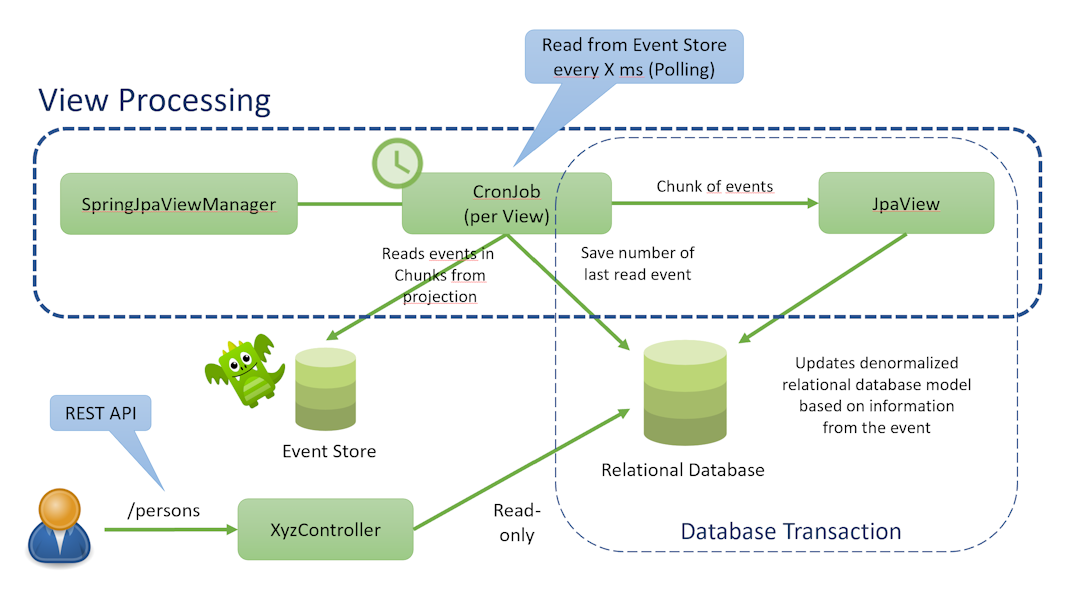 Read from Event Store
every X ms (Polling)
View Processing
SpringJpaViewManager
CronJob
(per View)
Chunk of events
JpaView
Reads events in
Chunks from
projection
Save number of
last read event
Updates denormalized
relational database model
based on information
from the event
Event Store
Relational Database
REST API
/persons
XyzController
Read-
only
Database Transaction